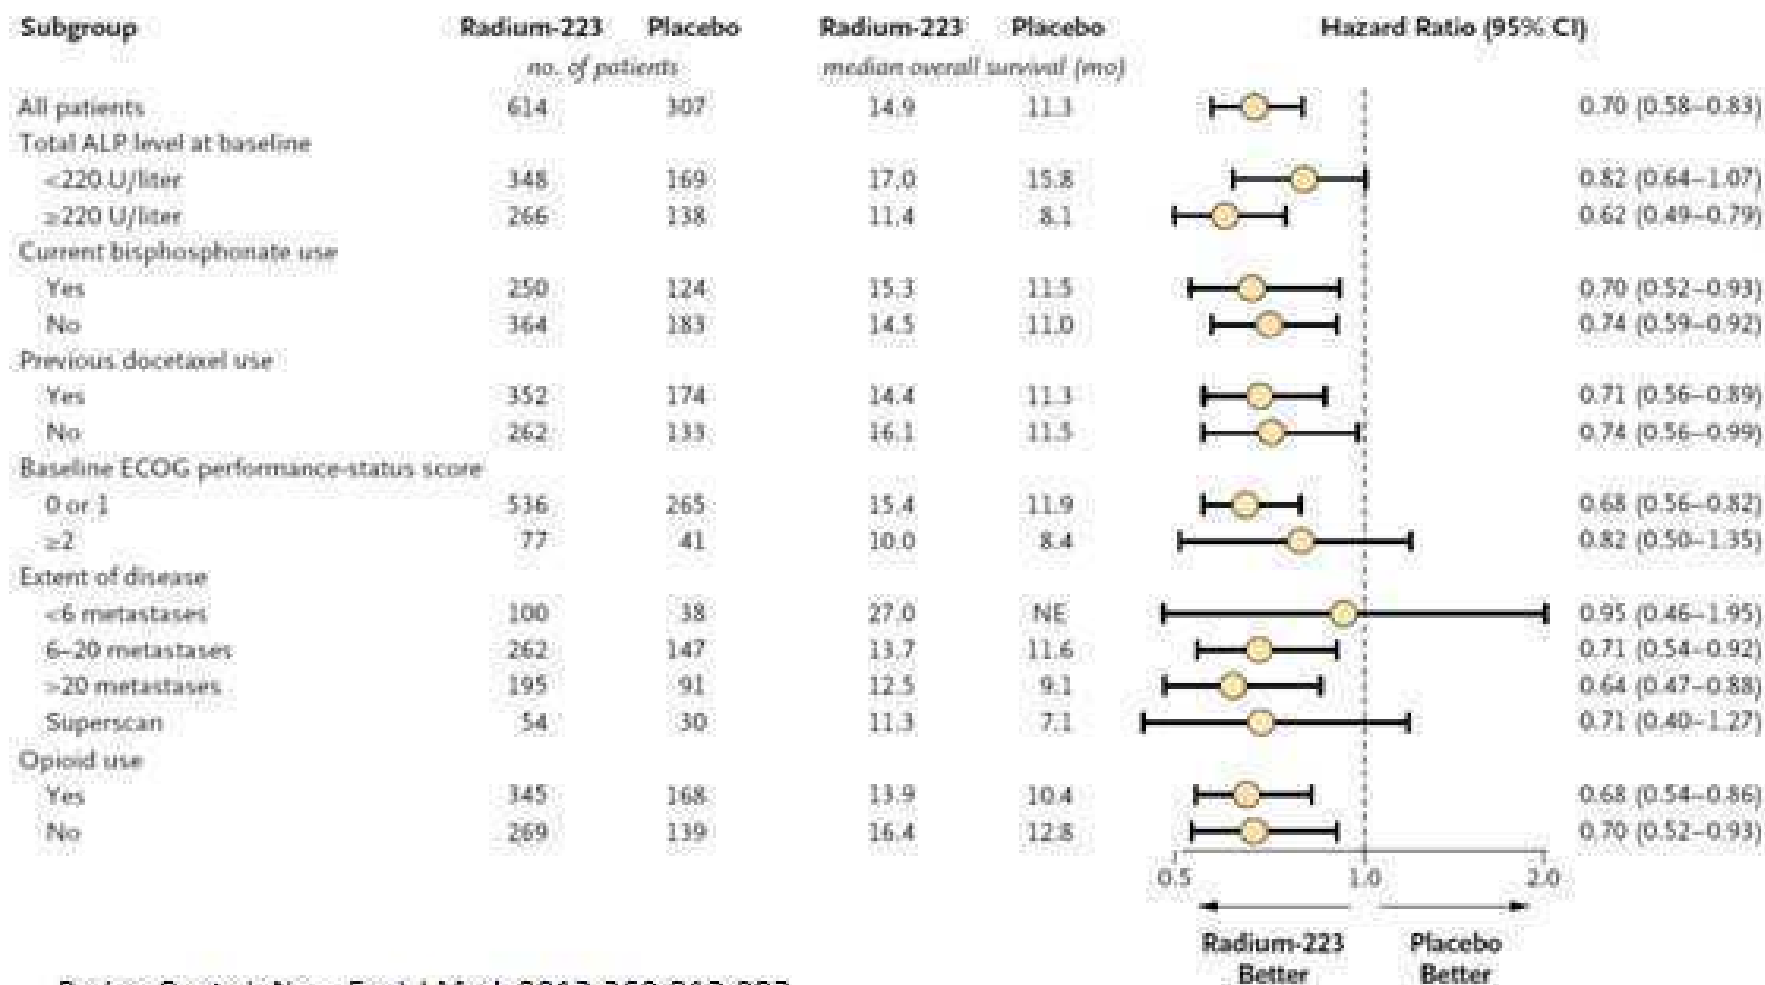 Subgroup Radium-223 Placebo Radium-223 Placebo Hazard Ratio (95% CI)
no. of patients median overall survival (mo)
All patients 614 307 14.9 11.3 0.70 (0.58–0.83)
Total ALP level at baseline
<220 U/liter 348 169 17.0 15.8 0.82 (0.64–1.07)
≥220 U/liter 266 138 11.4 8.1 0.62 (0.49–0.79)
Current bisphosphonate use
Yes 250 124 15.3 11.5 0.70 (0.52–0.93)
No 364 183 14.5 11.0 0.74 (0.59–0.92)
Previous docetaxel use
Yes 352 174 14.4 11.3 0.71 (0.56–0.89)
No 262 133 16.1 11.5 0.74 (0.56–0.99)
Baseline ECOG performance-status score
0 or 1 536 265 15.4 11.9 0.68 (0.56–0.82)
≥2 77 41 10.0 8.4 0.82 (0.50–1.35)
Extent of disease
<6 metastases 100 38 27.0 NE 0.95 (0.46–1.95)
6–20 metastases 262 147 13.7 11.6 0.71 (0.54–0.92)
>20 metastases 195 91 12.5 9.1 0.64 (0.47–0.88)
Superscan 54 30 11.3 7.1 0.71 (0.40–1.27)
Opioid use
Yes 345 168 13.9 10.4 0.68 (0.54–0.86)
No 269 139 16.4 12.8 0.70 (0.52–0.93)
0.5 1.0 2.0
Radium-223 Placebo
Better Better